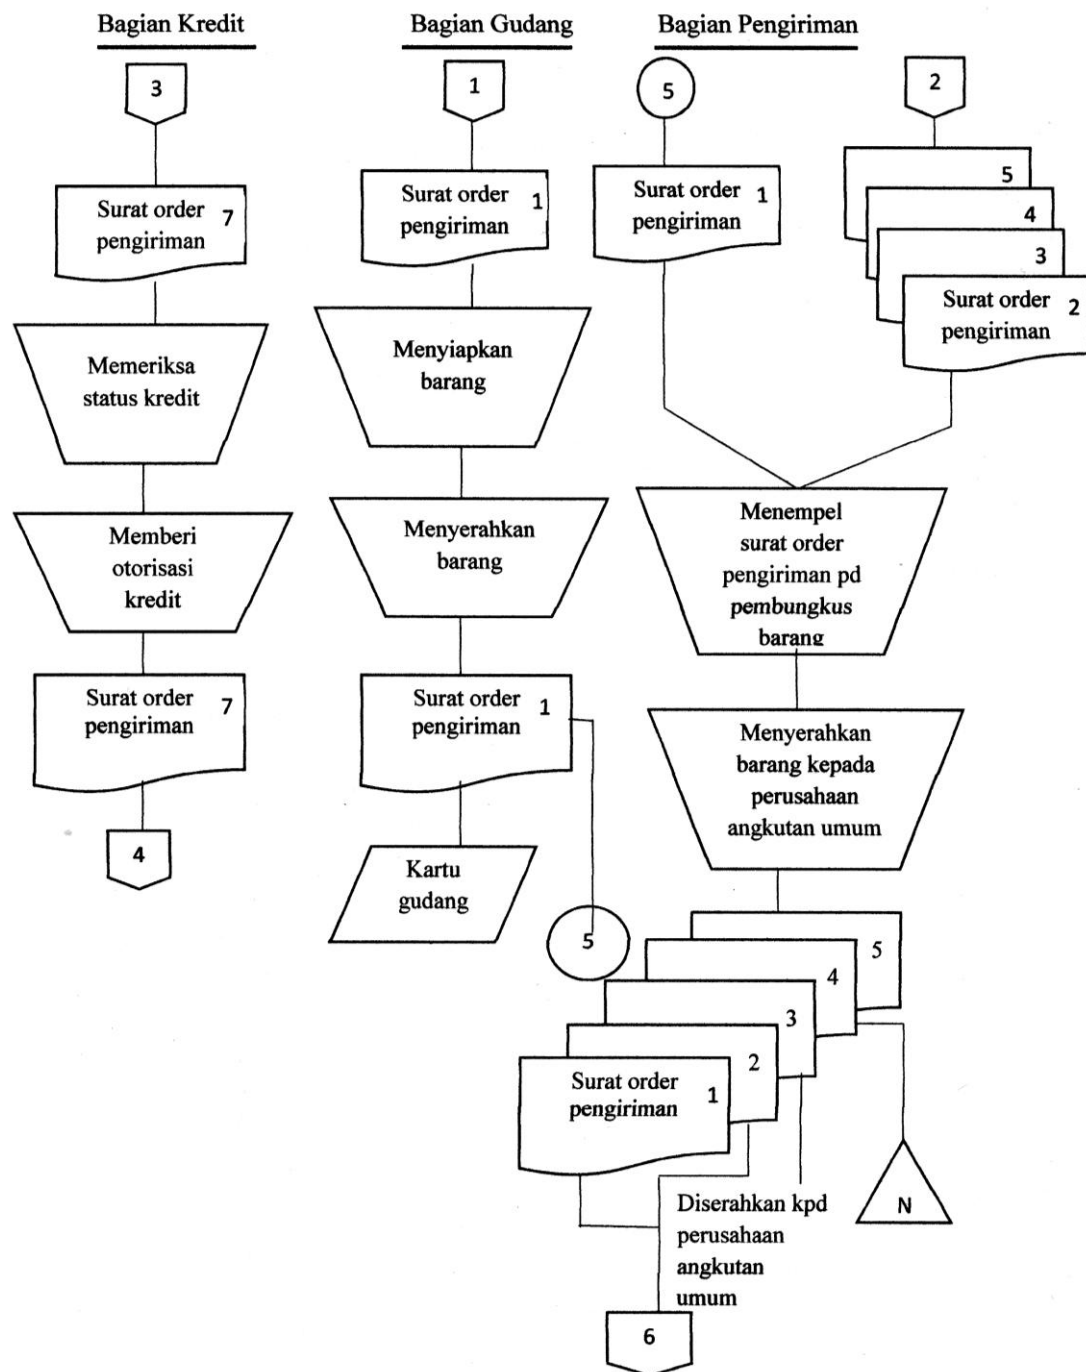 Bagian Kredit
3
Surat order 7
pengiriman
Memeriksa
status kredit
Memberi
otorisasi
kredit
Surat order 7
pengiriman
4
Bagian Gudang
1
Surat order 1
pengiriman
Menyiapkan
barang
Menyerahkan
barang
Surat order 1
pengiriman
Kartu
gudang
5
Bagian Pengiriman
5
Surat order 1
pengiriman
2
5
4
3
Surat order 2
pengiriman
Menempel
surat order
pengiriman pd
pembungkus
barang
Menyerahkan
barang kepada
perusahaan
angkutan umum
5
4
3
2
Surat order 1
pengiriman
Diserahkan kpd
perusahaan
angkutan
umum
N
6